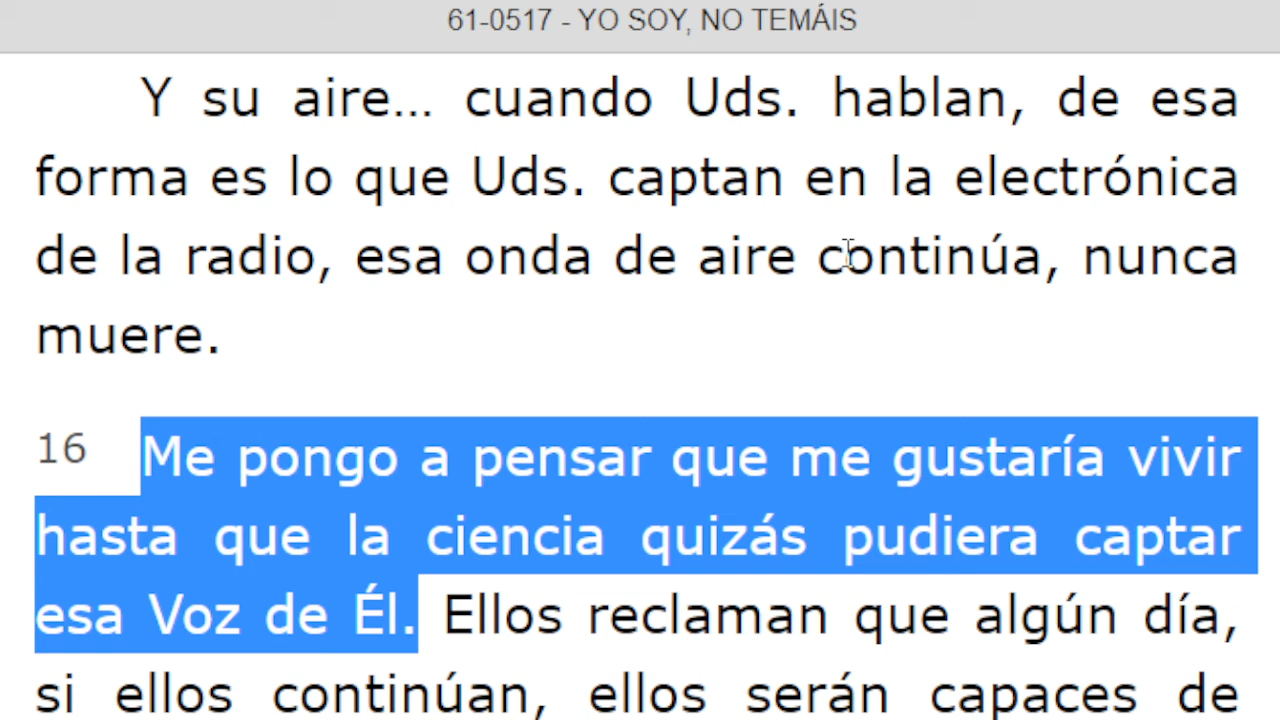 61-0517 - YO SOY, NO TEMÁIS
Y su aire... cuando Uds. hablan, de esa
forma es lo que Uds. captan en la electrónica
de la radio, esa onda de aire continúa, nunca
muere.
16 Me pongo a pensar que me gustaría vivir
hasta que la ciencia quizás pudiera captar
esa Voz de Él. Ellos reclaman que algún día,
si ellos continúan, ellos serán capaces de